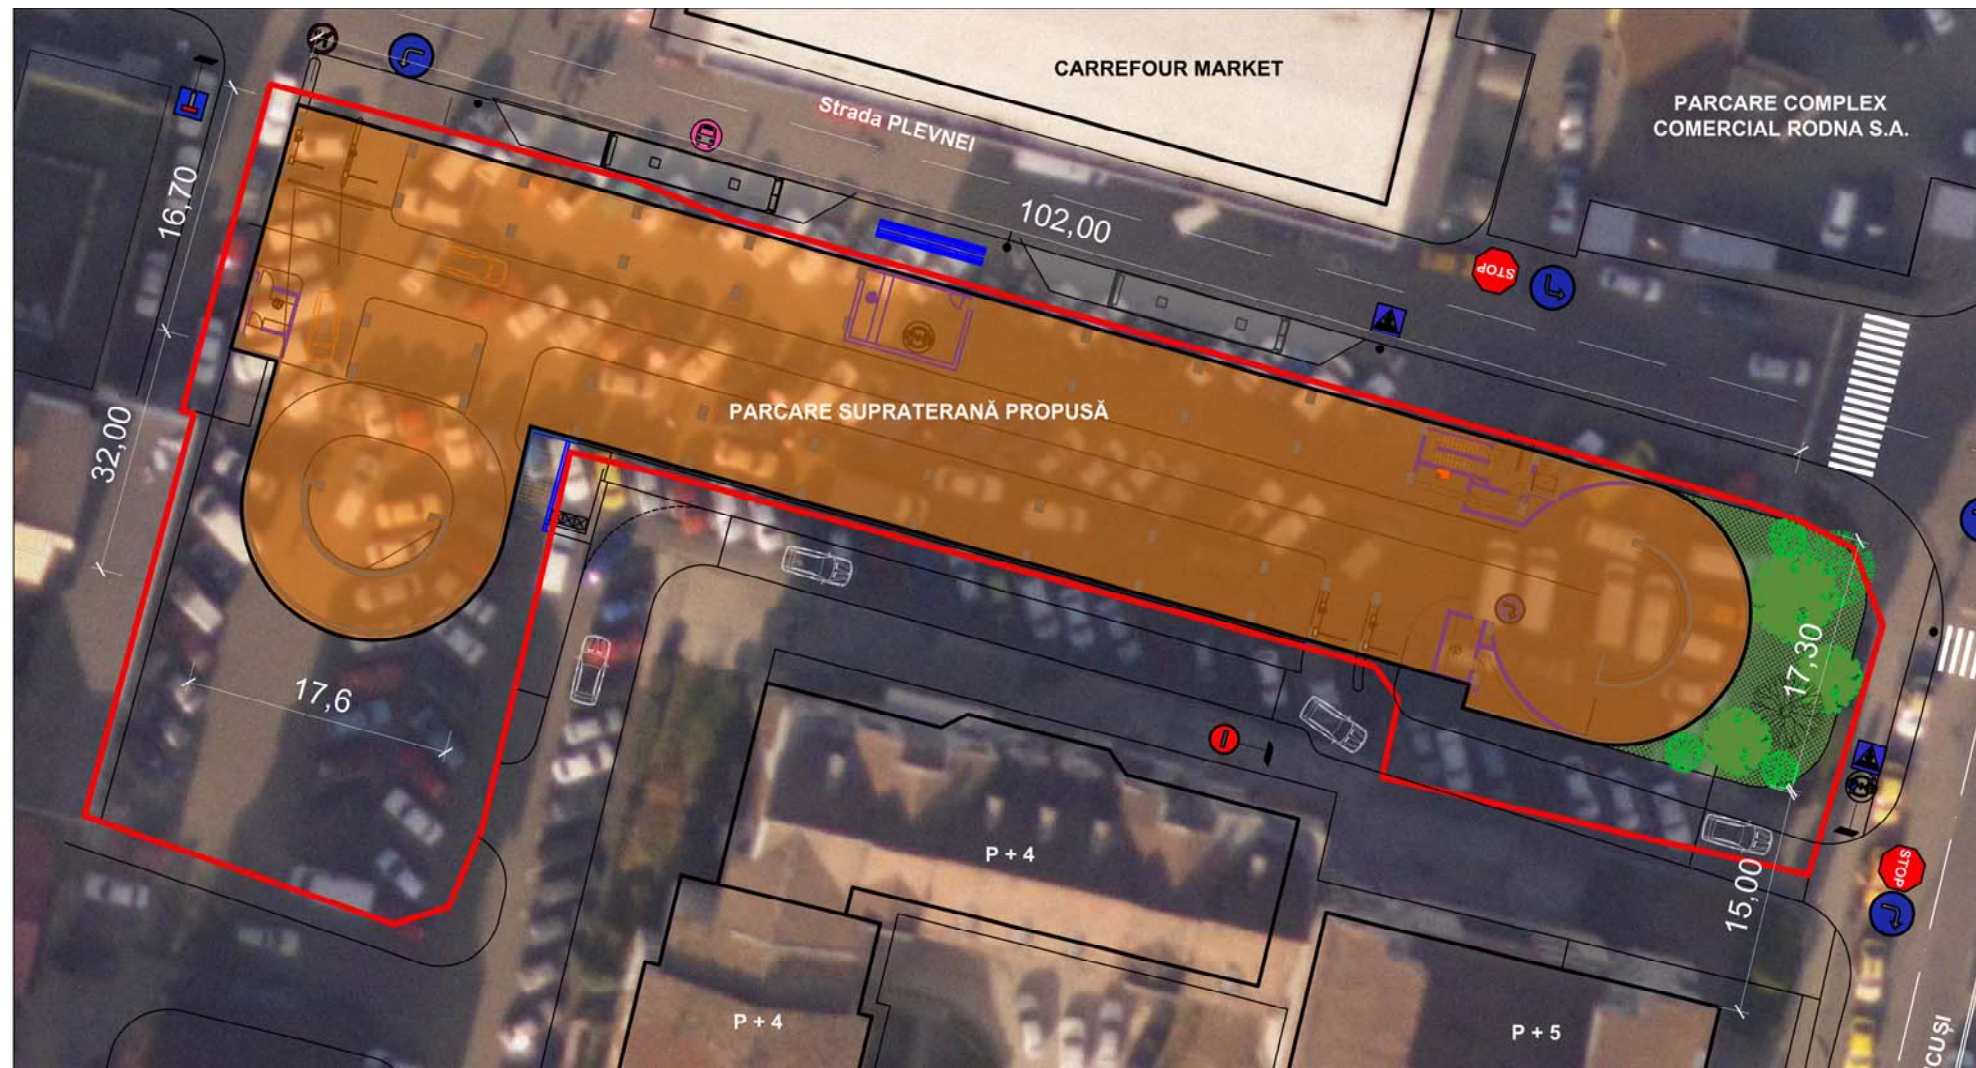 CARREFOUR MARKET
PARCARE COMPLEX
COMERCIAL RODNA S.A.
Strada PLEVNEI
16,70
102,00
STOP
32,00
PARCARE SUPRATERANĂ PROPUSĂ
17,6
17,30
P + 4
STOP
15,00
P + 4
P + 5
CUȘI